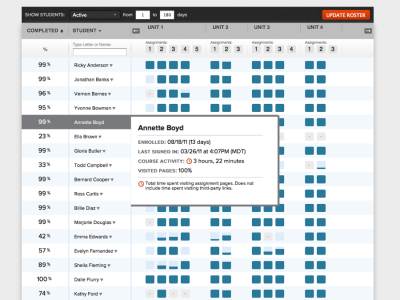 SHOW STUDENTS: Active from 1 to 180 days UPDATE ROSTER
COMPLETED STUDENT UNIT 1 UNIT 2 UNIT 3 UNIT 4
% Type Letter or Name: Assignments: Assignments: Assignments: Assignments:
1 2 3 4 5 1 2 3 1 2 3 4 1 2 3
99% Ricky Anderson
99% Jonathan Banks
96% Vernon Barnes
95% Yvonne Bowman
99% Annette Boyd
23% Ella Brown
99% Gloria Butler
33% Todd Campbell
99% Bernard Cooper
99% Ross Curtis
99% Billie Diaz
99% Marjorie Douglas
42% Emma Edwards
57% Evelyn Fernandez
89% Sheila Fleming
100% Dale Flurry
74% Kathy Ford
Annette Boyd
ENROLLED: 08/18/11 (13 days)
LAST SIGNED IN: 03/26/11 at 4:07PM (MDT)
COURSE ACTIVITY: 3 hours, 22 minutes
VISITED PAGES: 100%
Total time spent visiting assignment pages. Does not
include time spent visiting third-party links.